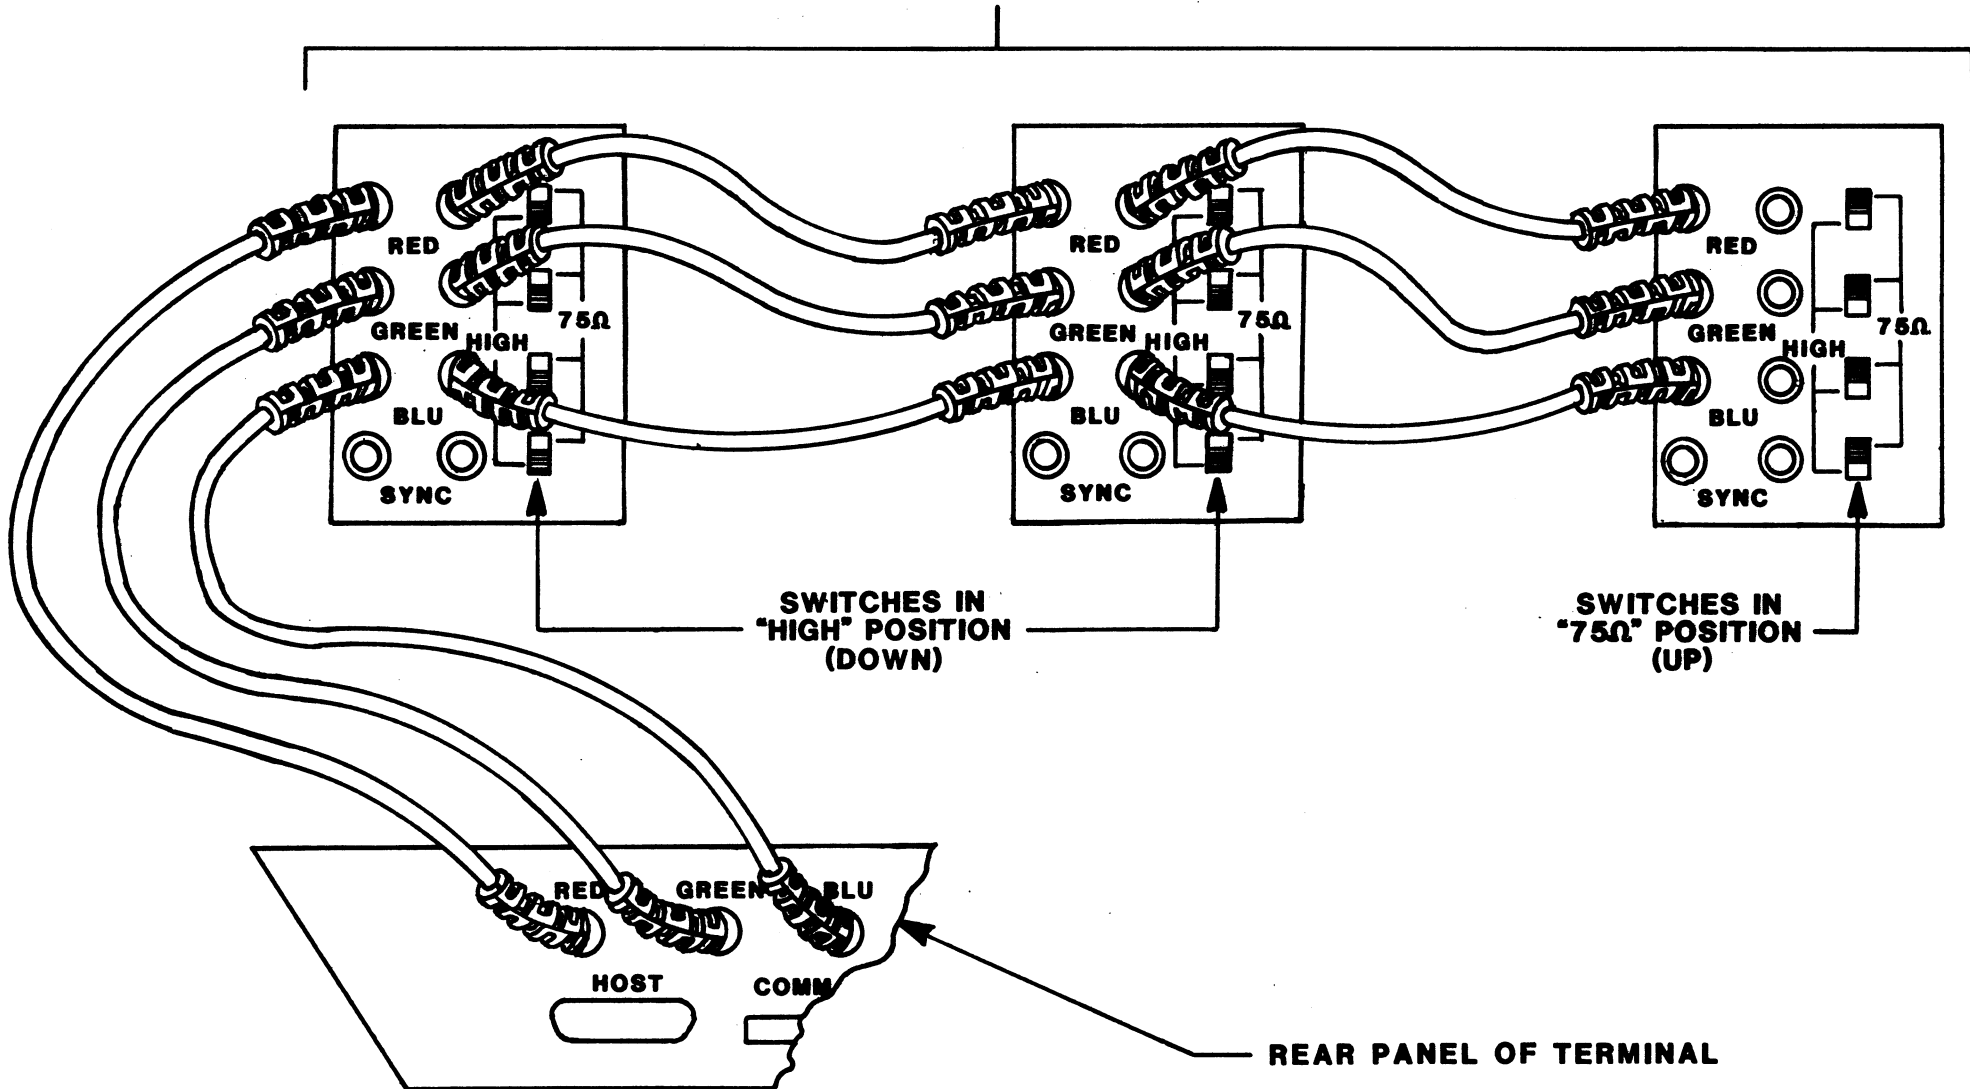 RED
GREEN
HIGH
75Ω
BLU
SYNC
RED
GREEN
HIGH
75Ω
BLU
SYNC
RED
GREEN
HIGH
75Ω
BLU
SYNC
SWITCHES IN
"HIGH" POSITION
(DOWN)
SWITCHES IN
"75Ω" POSITION
(UP)
RED
GREEN
BLU
HOST
COMM
REAR PANEL OF TERMINAL